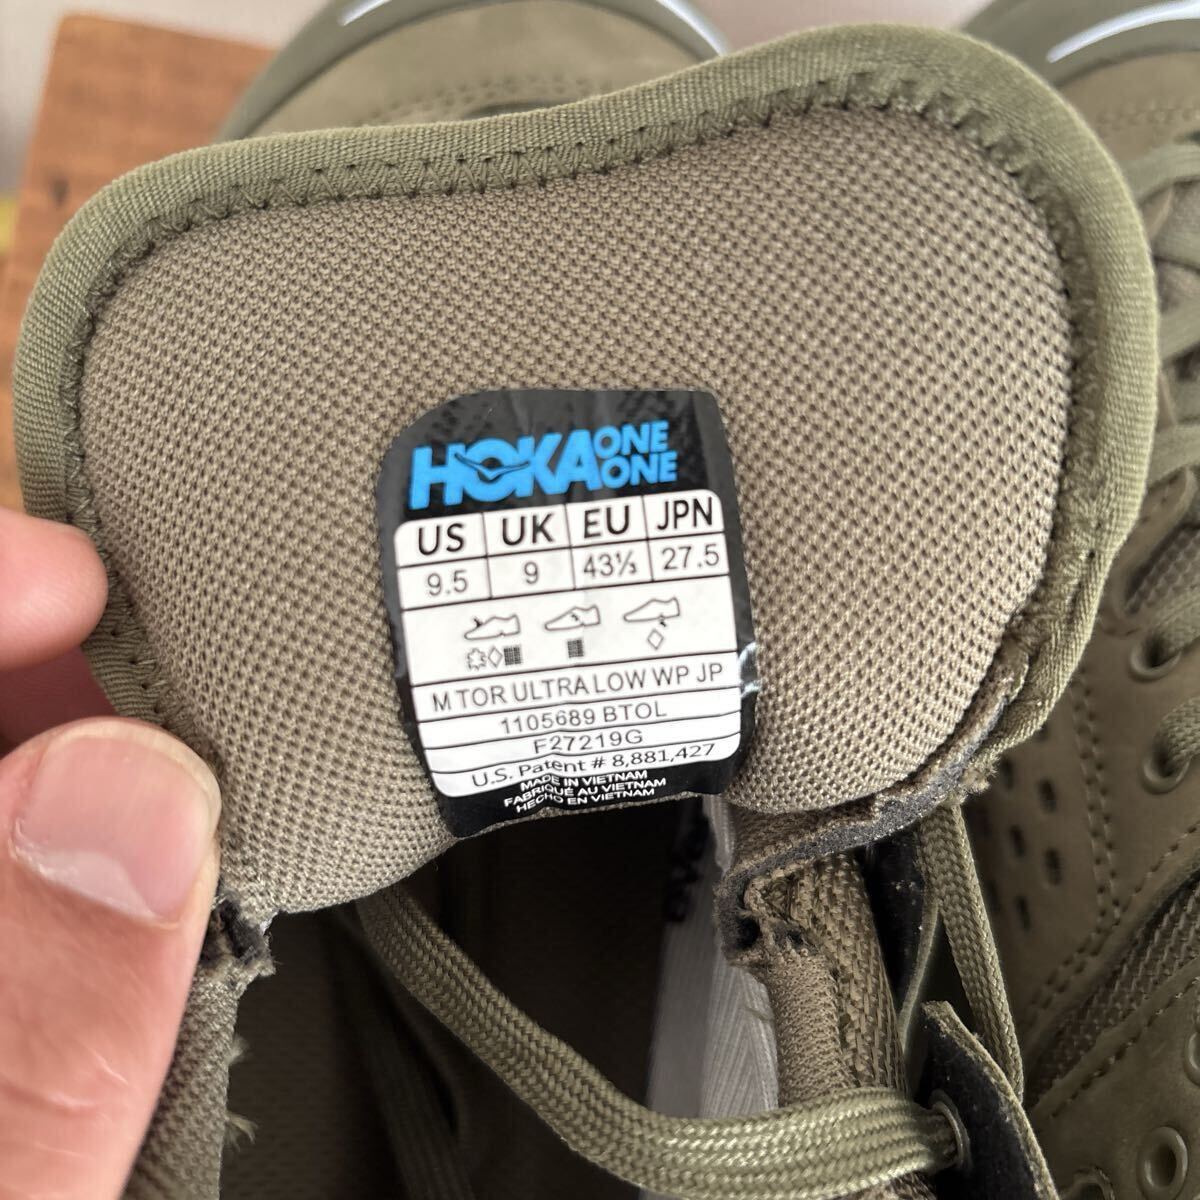 HOKA ONE ONE
US UK EU JPN
9.5 9 43⅓ 27.5
M TOR ULTRA LOW WP JP
1105689 BTOL
F27219G
U.S. Patent # 8,881,427
MADE IN VIETNAM
FABRIQUÉ AU VIETNAM
HECHO EN VIETNAM